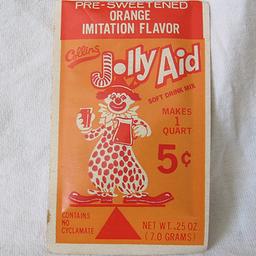 PRE-SWEETENED
ORANGE
IMITATION FLAVOR
Collins
Jolly Aid
SOFT DRINK MIX
MAKES
1
QUART
5¢
CONTAINS
NO
CYCLAMATE
NET WT. .25 OZ.
(7.0 GRAMS)